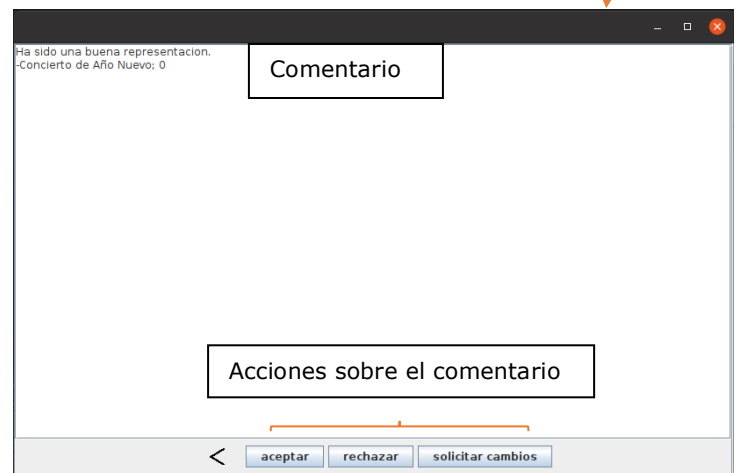 Ha sido una buena representacion.
-Concierto de Año Nuevo; 0
Comentario
Acciones sobre el comentario
< aceptar rechazar solicitar cambios